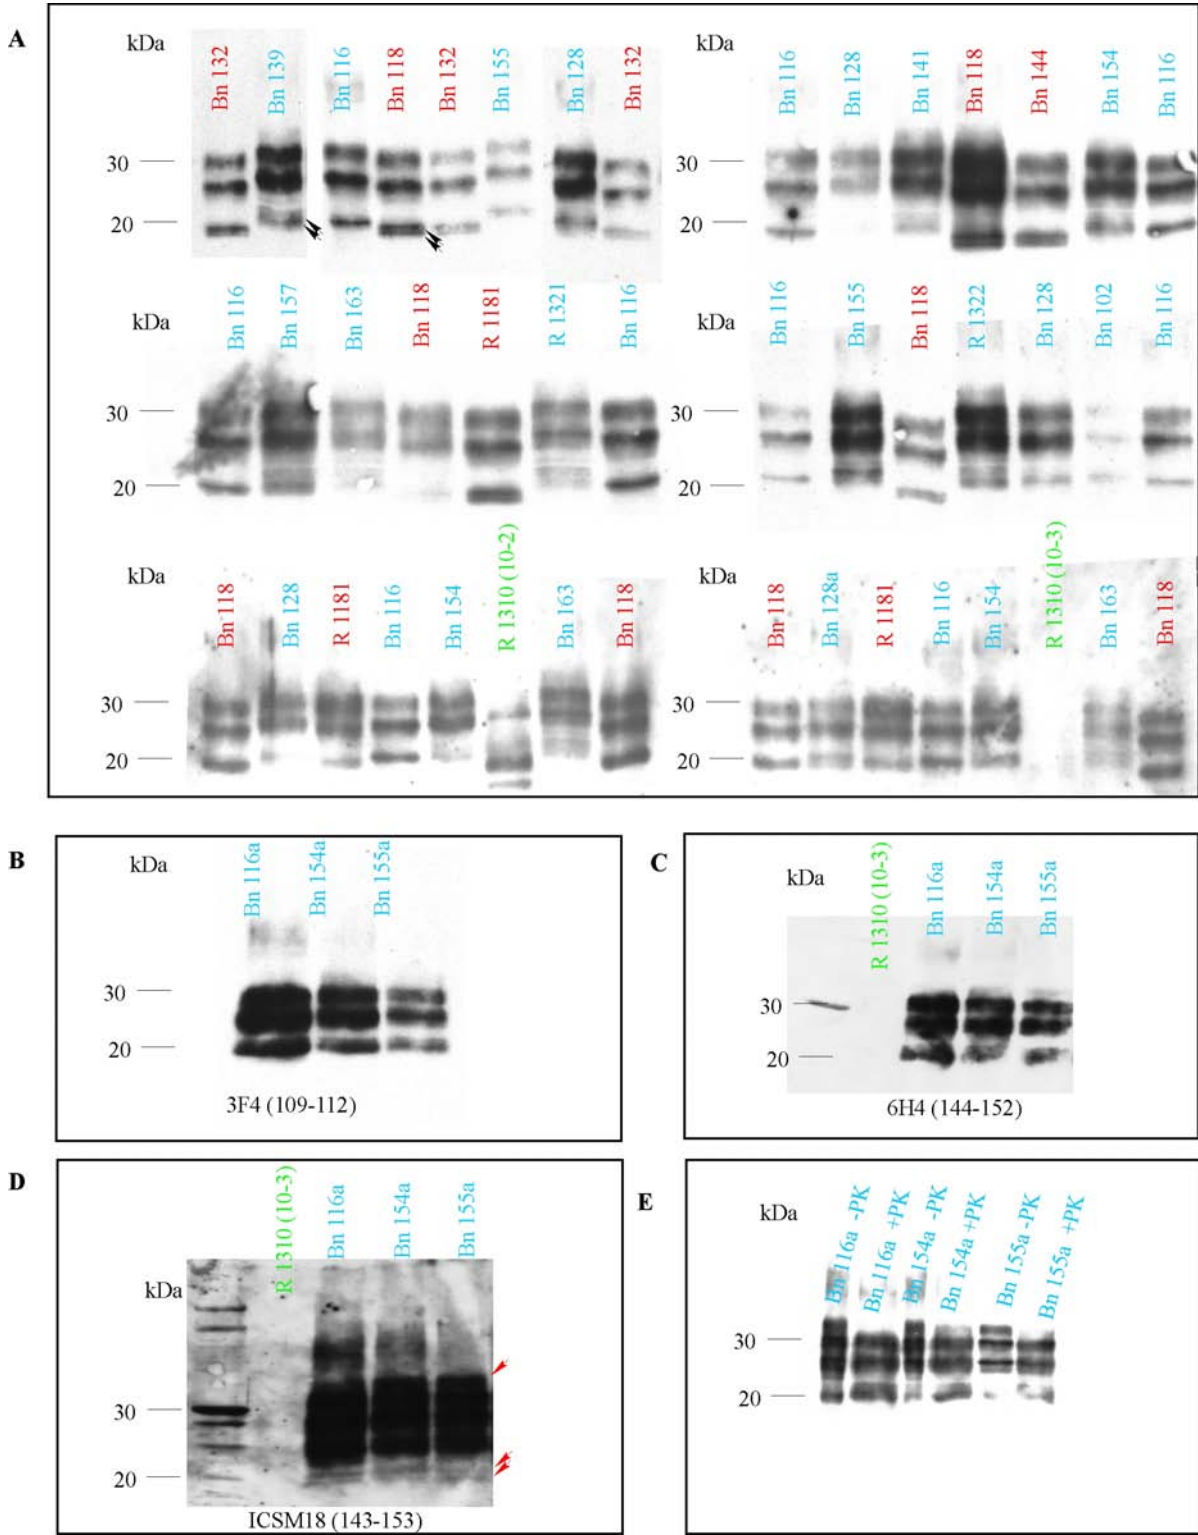 A
kDa
Bn 132
Bn 139
Bn 116
Bn 118
Bn 132
Bn 155
Bn 128
Bn 132
30
20
Bn 116
Bn 128
Bn 141
Bn 118
Bn 144
Bn 154
Bn 116
kDa
30
20
kDa
Bn 116
Bn 157
Bn 163
Bn 118
R 1181
R 1321
Bn 116
30
20
kDa
Bn 116
Bn 155
Bn 118
R 1322
Bn 128
Bn 102
Bn 116
30
20
kDa
Bn 118
Bn 128
R 1181
Bn 116
Bn 154
R 1310 (10-2)
Bn 163
Bn 118
30
20
kDa
Bn 118
Bn 128a
R 1181
Bn 116
Bn 154
R 1310 (10-3)
Bn 163
Bn 118
30
20
B
kDa
Bn 116a
Bn 154a
Bn 155a
30
20
3F4 (109-112)
C
kDa
R 1310 (10-3)
Bn 116a
Bn 154a
Bn 155a
30
20
6H4 (144-152)
D
kDa
R 1310 (10-3)
Bn 116a
Bn 154a
Bn 155a
30
20
ICSM18 (143-153)
E
kDa
Bn 116a -PK
Bn 116a +PK
Bn 154a -PK
Bn 154a +PK
Bn 155a -PK
Bn 155a +PK
30
20